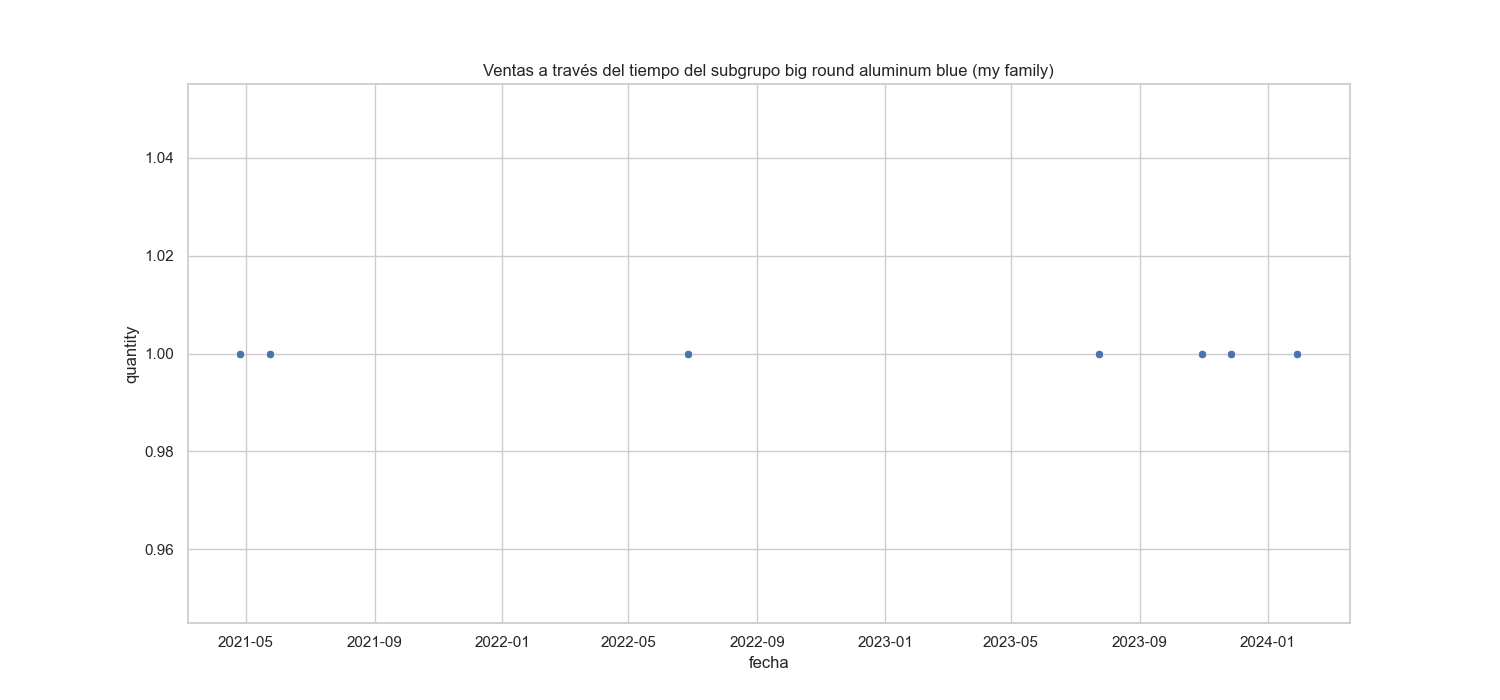 Ventas a través del tiempo del subgrupo big round aluminum blue (my family)
1.04
1.02
1.00
0.98
0.96
quantity
2021-05 2021-09 2022-01 2022-05 2022-09 2023-01 2023-05 2023-09 2024-01
fecha